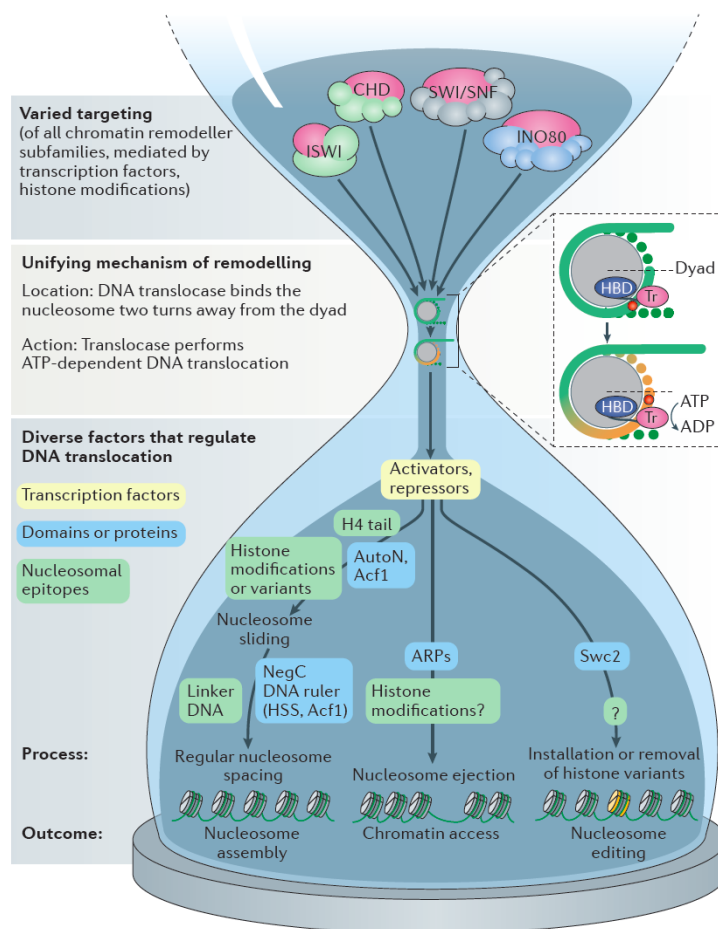 CHD
SWI/SNF
ISWI
INO80
Varied targeting
(of all chromatin remodeller
subfamilies, mediated by
transcription factors,
histone modifications)
Unifying mechanism of remodelling
Location: DNA translocase binds the
nucleosome two turns away from the dyad
Action: Translocase performs
ATP-dependent DNA translocation
Dyad
HBD
Tr
HBD
Tr
ATP
ADP
Diverse factors that regulate
DNA translocation
Transcription factors
Domains or proteins
Nucleosomal
epitopes
Activators,
repressors
H4 tail
Histone
modifications
or variants
AutoN,
Acf1
Nucleosome
sliding
Linker
DNA
NegC
DNA ruler
(HSS, Acf1)
ARPs
Histone
modifications?
Swc2
?
Process:
Regular nucleosome
spacing
Nucleosome ejection
Installation or removal
of histone variants
Outcome:
Nucleosome
assembly
Chromatin access
Nucleosome
editing